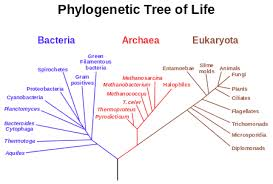 Phylogenetic Tree of Life
Bacteria
Archaea
Eukaryota
Green
Filamentous
bacteria
Spirochetes
Gram
positives
Proteobacteria
Cyanobacteria
Planctomyces
Bacteroides
Cytophaga
Thermotoga
Aquifex
Methanosarcina
Methanobacterium
Halophiles
Methanococcus
T. celer
Thermoproteus
Pyrodicticum
Entamoebae
Slime
molds
Animals
Fungi
Plants
Ciliates
Flagellates
Trichomonads
Microsporidia
Diplomonads